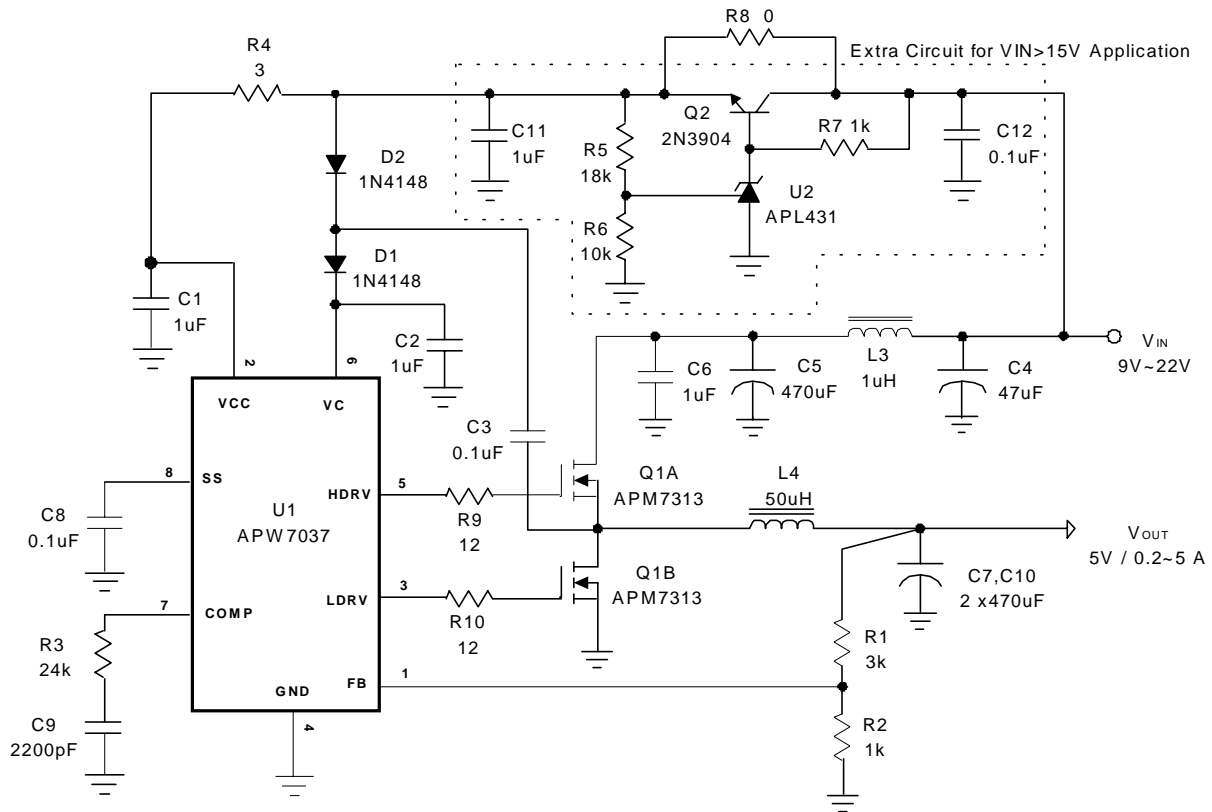 R8 0
Extra Circuit for VIN>15V Application
R4
3
Q2
2N3904
R7 1k
C11
1uF
C12
0.1uF
R5
18k
D2
1N4148
U2
APL431
R6
10k
D1
1N4148
C1
1uF
C2
1uF
2
6
VCC
VC
C6
1uF
C5
470uF
L3
1uH
C4
47uF
VIN
9V~22V
C3
0.1uF
8
SS
U1
APW7037
HDRV
5
R9
12
Q1A
APM7313
L4
50uH
VOUT
5V / 0.2~5 A
C8
0.1uF
7
COMP
LDRV
3
R10
12
Q1B
APM7313
C7,C10
2 x470uF
R3
24k
R1
3k
GND
FB
1
4
C9
2200pF
R2
1k